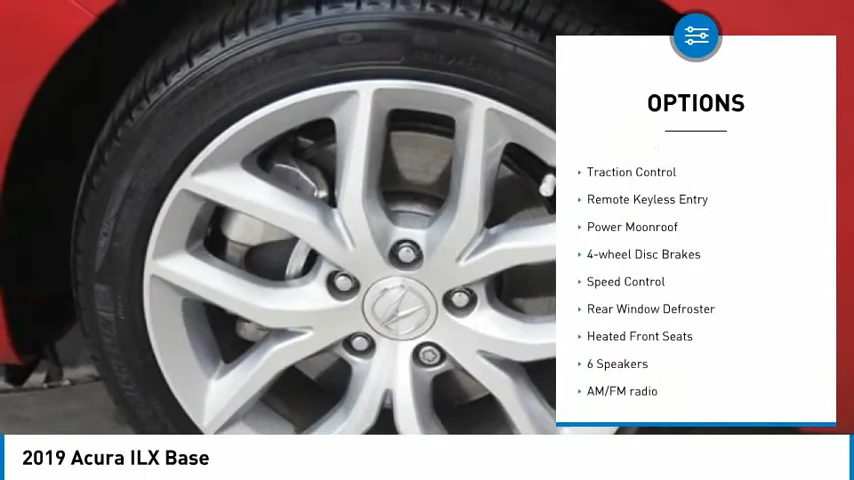 OPTIONS
Traction Control
Remote Keyless Entry
Power Moonroof
4-wheel Disc Brakes
Speed Control
Rear Window Defroster
Heated Front Seats
6 Speakers
AM/FM radio
2019 Acura ILX Base